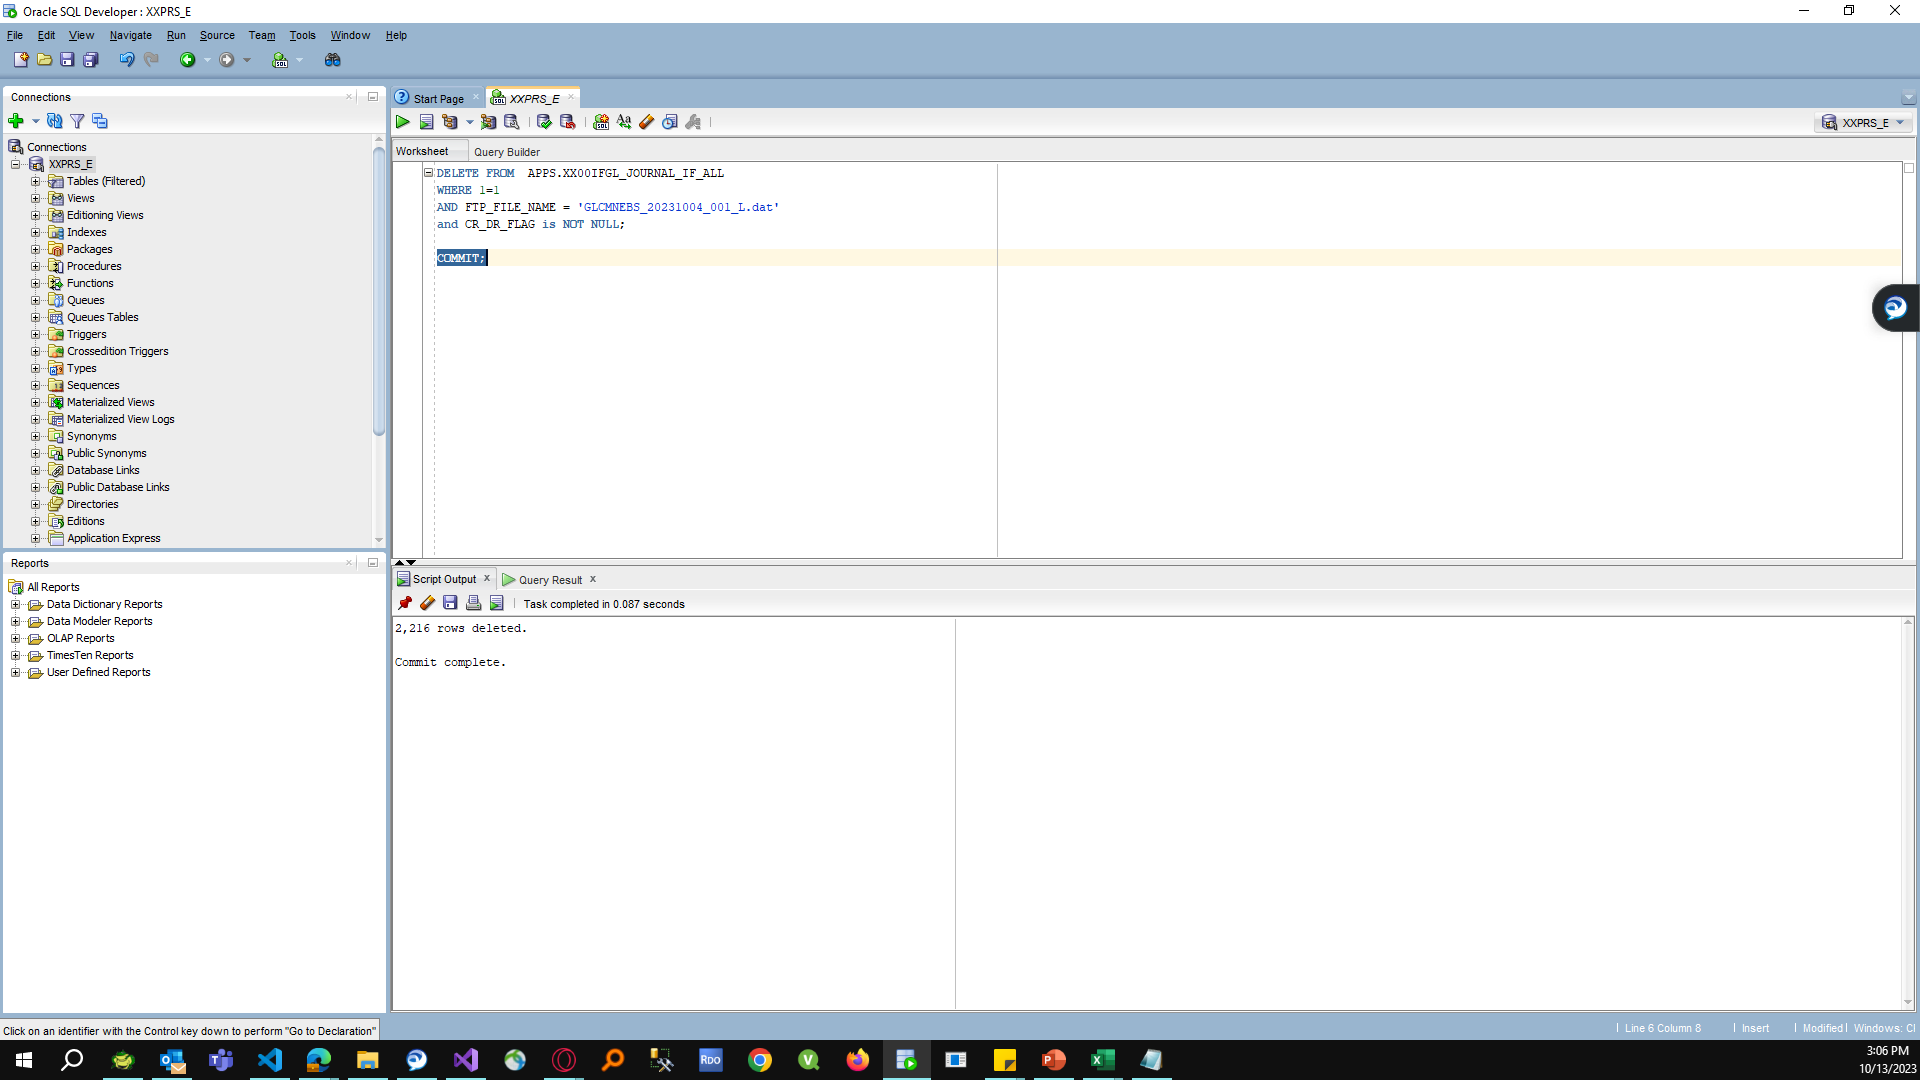 Oracle SQL Developer : XXPRS_E
File Edit View Navigate Run Source Team Tools Window Help
Connections
Connections
XXPRS_E
Tables (Filtered)
Views
Editioning Views
Indexes
Packages
Procedures
Functions
Queues
Queues Tables
Triggers
Crossedition Triggers
Types
Sequences
Materialized Views
Materialized View Logs
Synonyms
Public Synonyms
Database Links
Public Database Links
Directories
Editions
Application Express
Reports
All Reports
Data Dictionary Reports
Data Modeler Reports
OLAP Reports
TimesTen Reports
User Defined Reports
Start Page XXPRS_E
XXPRS_E
Worksheet Query Builder
DELETE FROM APPS.XX00IFGL_JOURNAL_IF_ALL
WHERE 1=1
AND FTP_FILE_NAME = 'GLCMNEBS_20231004_001_L.dat'
and CR_DR_FLAG is NOT NULL;
COMMIT;
Script Output Query Result
Task completed in 0.087 seconds
2,216 rows deleted.
Commit complete.
Click on an identifier with the Control key down to perform "Go to Declaration"
Line 6 Column 8 Insert Modified Windows: Cl
RDO
3:06 PM
10/13/2023